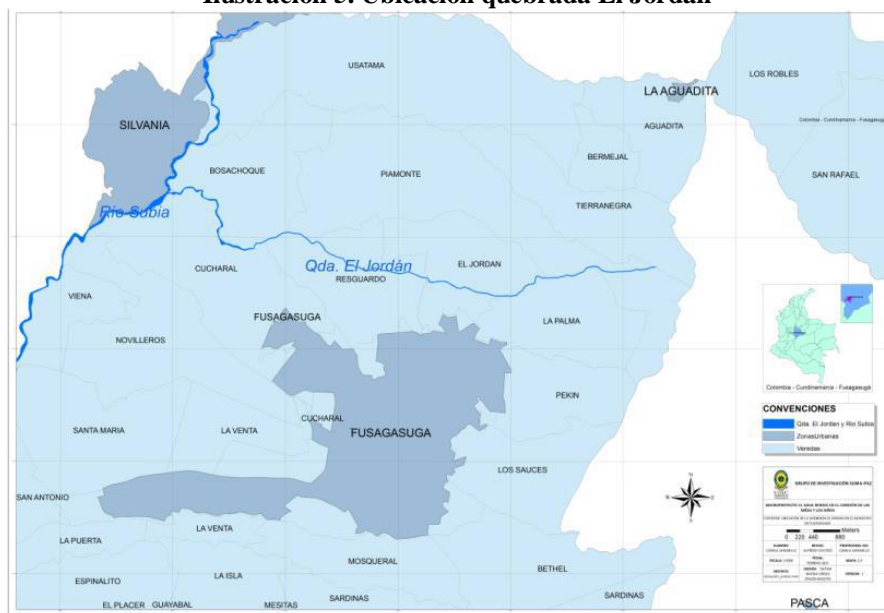 Ilustración 5. Ubicación quebrada El Jordán
USATAMA
LOS ROBLES
LA AGUADITA
SILVANIA
AGUADITA
Colombia - Cundinamarca - Fusagasugá
BERMEJAL
BOSACHOQUE
PIAMONTE
SAN RAFAEL
TIERRANEGRA
Río Subia
CUCHARAL
Qda. El Jordán
EL JORDAN
RESGUARDO
VIENA
FUSAGASUGA
LA PALMA
NOVILLEROS
Colombia - Cundinamarca - Fusagasugá
PEKIN
CONVENCIONES
CUCHARAL
Qda. El Jordan y Rio Subia
SANTA MARIA
LA VENTA
FUSAGASUGA
ZonasUrbanas
Veredas
LOS SAUCES
GRUPO DE INVESTIGACIÓN SUMA-PAZ
SAN ANTONIO
LA VENTA
Meters
0 220 440 880
LA PUERTA
MOSQUERAL
BETHEL
ESPINALITO
LA ISLA
SARDINAS
SARDINAS
EL PLACER
GUAYABAL
MESITAS
PASCA